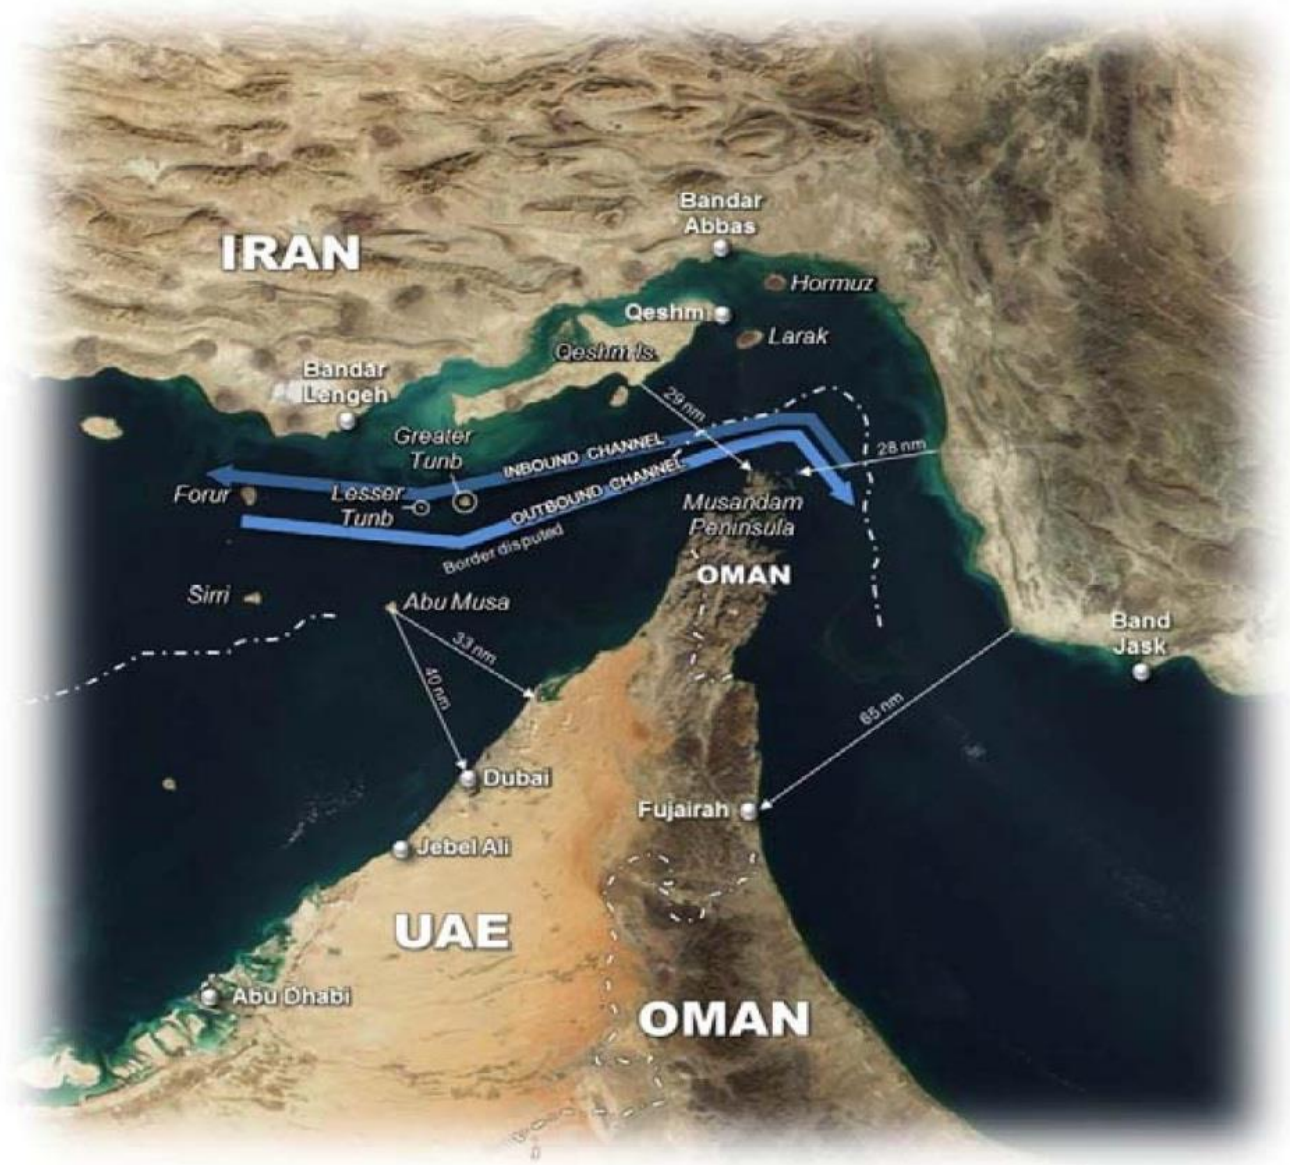 Bandar
Abbas
IRAN
Hormuz
Qeshm
Larak
Qeshm Is.
Bandar
Lengeh
29 nm
Greater
Tunb
INBOUND CHANNEL
28 nm
Forur
Lesser
Tunb
OUTBOUND CHANNEL
Musandam
Peninsula
Border disputed
OMAN
Sirri
Abu Musa
33 nm
40 nm
Band
Jask
65 nm
Dubai
Fujairah
Jebel Ali
UAE
Abu Dhabi
OMAN